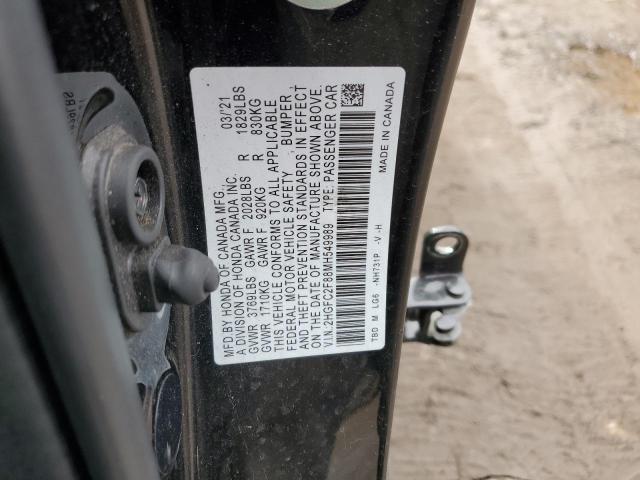 MFD.BY HONDA OF CANADA MFG. 03/21
A DIVISION OF HONDA CANADA INC.
GVWR 3769LBS GAWR F 2028LBS R 1829LBS
GVWR 1710KG GAWR F 920KG R 830KG
THIS VEHICLE CONFORMS TO ALL APPLICABLE
FEDERAL MOTOR VEHICLE SAFETY BUMPER,
AND THEFT PREVENTION STANDARDS IN EFFECT
ON THE DATE OF MANUFACTURE SHOWN ABOVE.
V.I.N.:2HGFC2F88MH549989 TYPE: PASSENGER CAR
TBD M LG6 -NH731P -V -H
MADE IN CANADA